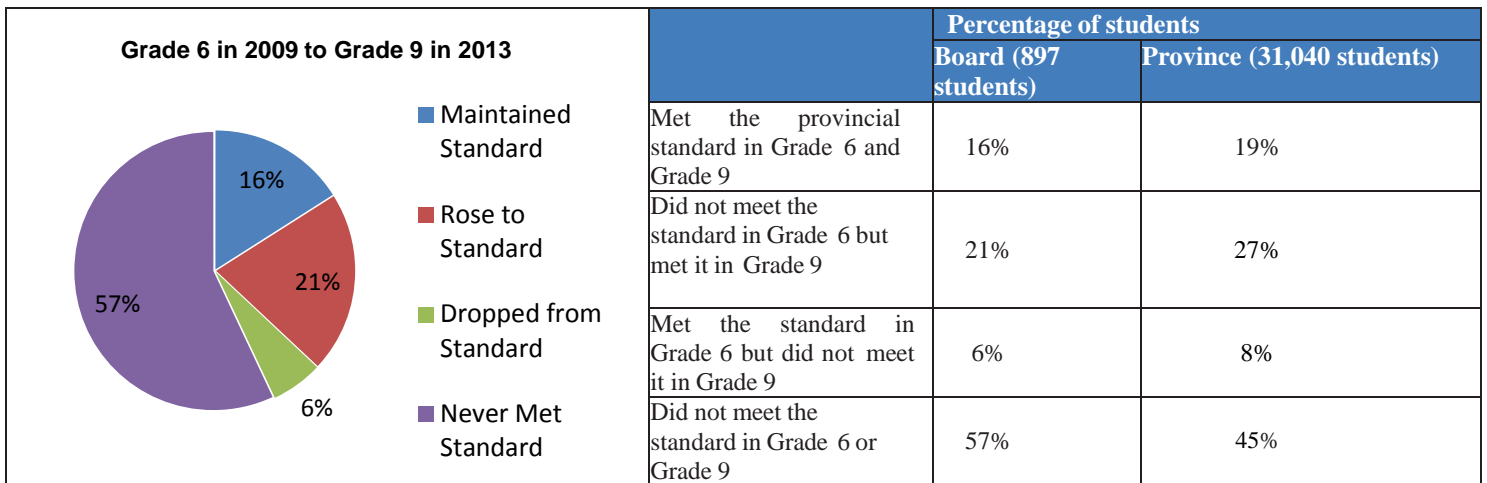 Grade 6 in 2009 to Grade 9 in 2013
Maintained
Standard
Rose to
Standard
Dropped from
Standard
Never Met
Standard
16%
21%
6%
57%
Percentage of students
Board (897
students)
Province (31,040 students)
Met the provincial
standard in Grade 6 and
Grade 9
16%
19%
Did not meet the
standard in Grade 6 but
met it in Grade 9
21%
27%
Met the standard in
Grade 6 but did not meet
it in Grade 9
6%
8%
Did not meet the
standard in Grade 6 or
Grade 9
57%
45%